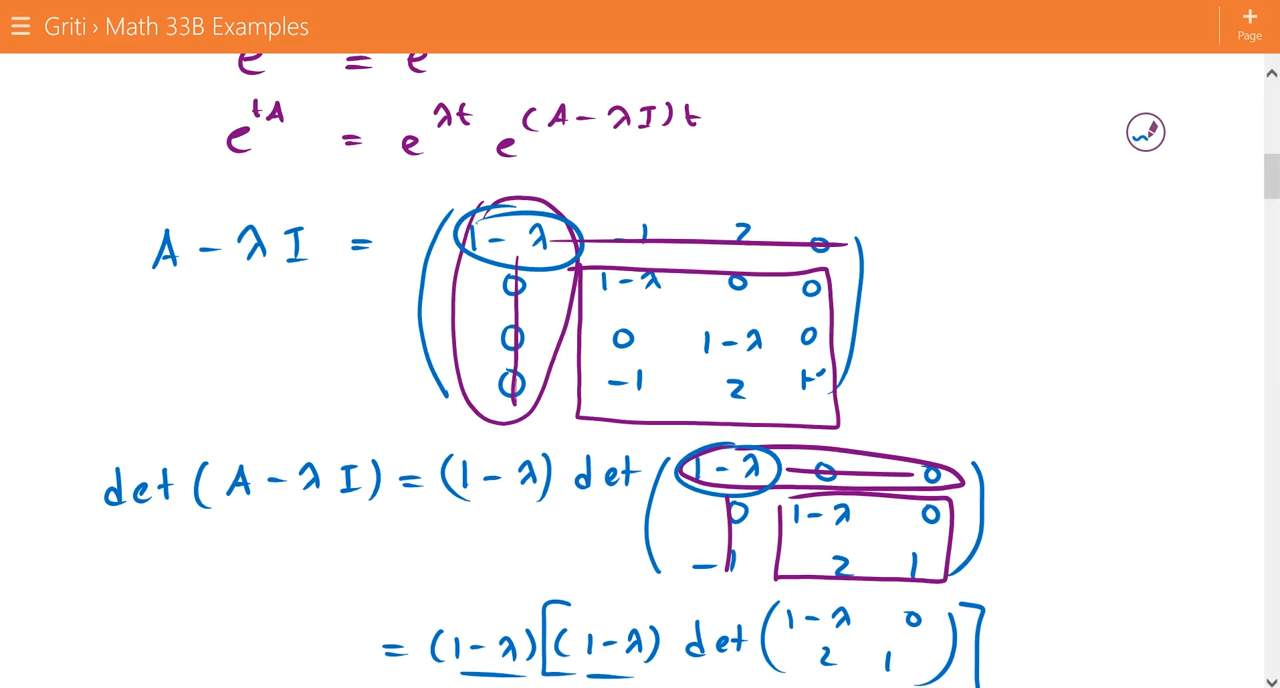 Griti › Math 33B Examples
Page
e = e
e^{tA} = e^{λt} e^{(A-λI)t}
A - λI = ( 1-λ -1 2 0
0 1-λ 0 0
0 0 1-λ 0
0 -1 2 1 )
det(A - λI) = (1-λ) det ( 1-λ 0 0
0 1-λ 0
-1 2 1 )
= (1-λ)[(1-λ) det ( 1-λ 0
2 1 )]